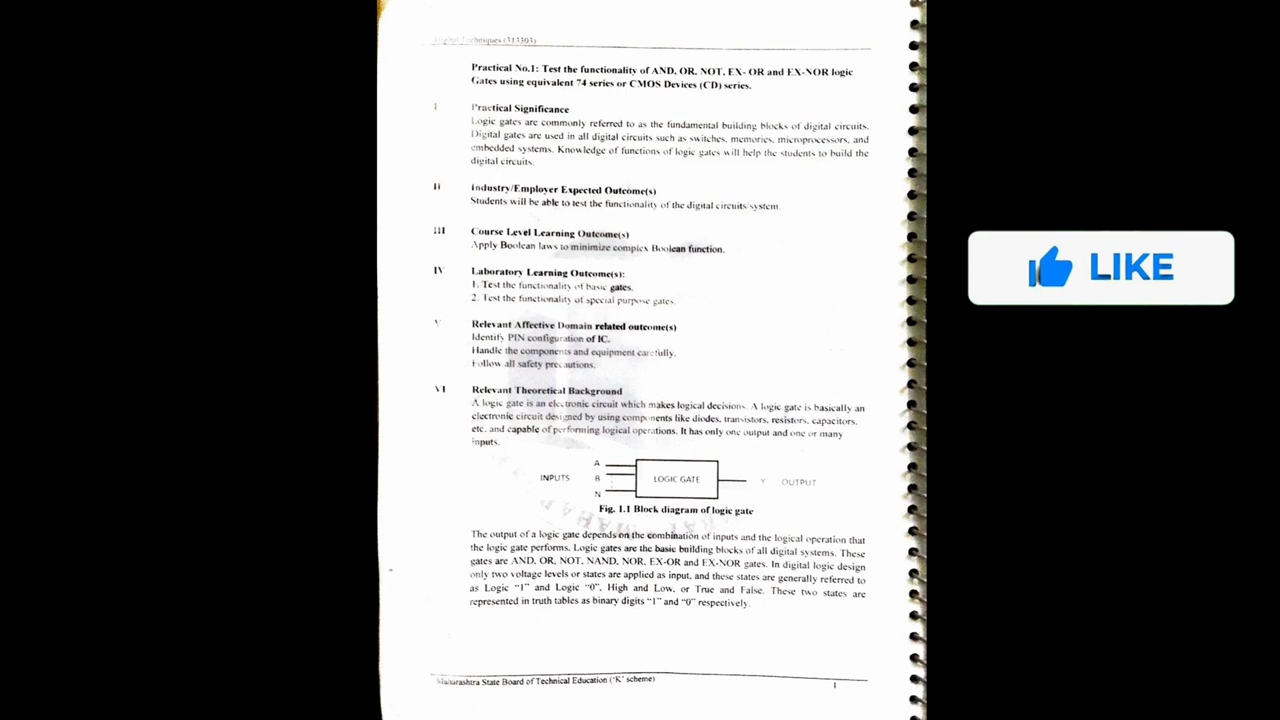 Digital Techniques (313303)
Practical No.1: Test the functionality of AND, OR, NOT, EX- OR and EX-NOR logic
Gates using equivalent 74 series or CMOS Devices (CD) series.
I Practical Significance
Logic gates are commonly referred to as the fundamental building blocks of digital circuits.
Digital gates are used in all digital circuits such as switches, memories, microprocessors, and
embedded systems. Knowledge of functions of logic gates will help the students to build the
digital circuits.
II Industry/Employer Expected Outcome(s)
Students will be able to test the functionality of the digital circuits/system.
III Course Level Learning Outcome(s)
Apply Boolean laws to minimize complex Boolean function.
IV Laboratory Learning Outcome(s):
1. Test the functionality of basic gates.
2. Test the functionality of special purpose gates.
V Relevant Affective Domain related outcome(s)
Identify PIN configuration of IC.
Handle the components and equipment carefully.
Follow all safety precautions.
VI Relevant Theoretical Background
A logic gate is an electronic circuit which makes logical decisions. A logic gate is basically an
electronic circuit designed by using components like diodes, transistors, resistors, capacitors,
etc. and capable of performing logical operations. It has only one output and one or many
inputs.
A
INPUTS B LOGIC GATE Y OUTPUT
N
Fig. 1.1 Block diagram of logic gate
The output of a logic gate depends on the combination of inputs and the logical operation that
the logic gate performs. Logic gates are the basic building blocks of all digital systems. These
gates are AND, OR, NOT, NAND, NOR, EX-OR and EX-NOR gates. In digital logic design
only two voltage levels or states are applied as input, and these states are generally referred to
as Logic “1” and Logic “0”, High and Low, or True and False. These two states are
represented in truth tables as binary digits “1” and “0” respectively.
Maharashtra State Board of Technical Education (‘K’ scheme) 1
LIKE